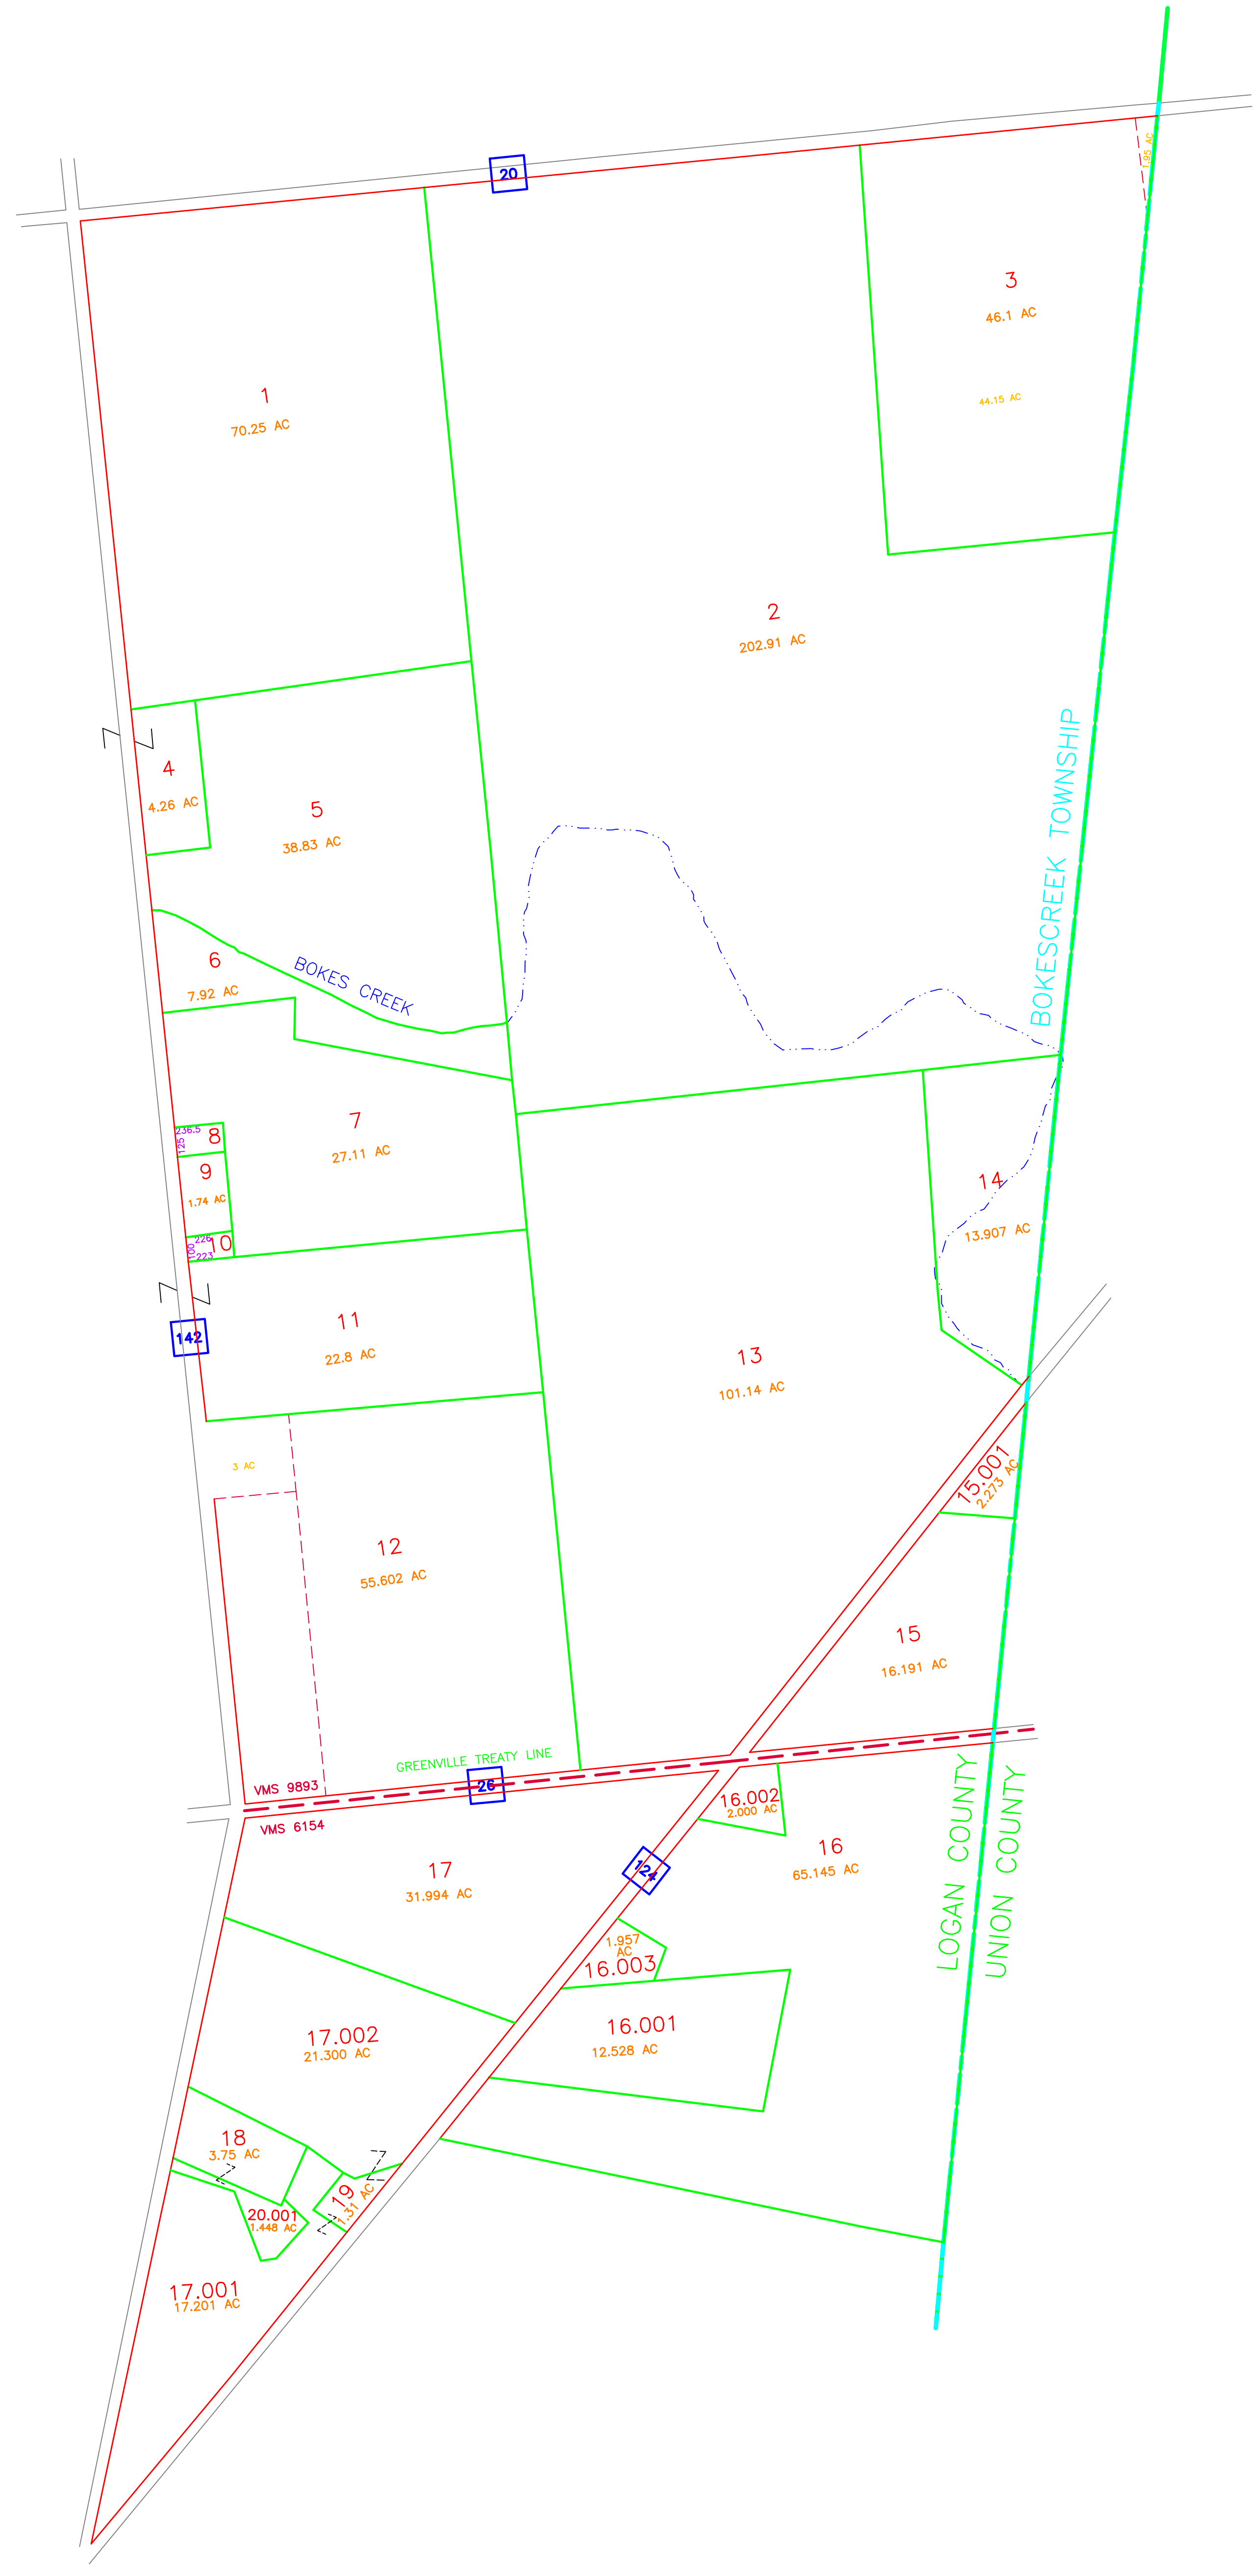 20
1.95 AC
3
46.1 AC
44.15 AC
1
70.25 AC
2
202.91 AC
BOKESCREEK TOWNSHIP
4
4.26 AC
5
38.83 AC
6
7.92 AC
BOKES CREEK
7
27.11 AC
236.5
125
8
9
1.74 AC
226
100
223
10
14
13.907 AC
142
11
22.8 AC
13
101.14 AC
3 AC
15.001
2.273 AC
12
55.602 AC
15
16.191 AC
GREENVILLE TREATY LINE
VMS 9893
26
VMS 6154
16.002
2.000 AC
LOGAN COUNTY
UNION COUNTY
16
65.145 AC
17
31.994 AC
124
1.957
AC
16.003
16.001
12.528 AC
17.002
21.300 AC
18
3.75 AC
19
1.31 AC
20.001
1.448 AC
17.001
17.201 AC